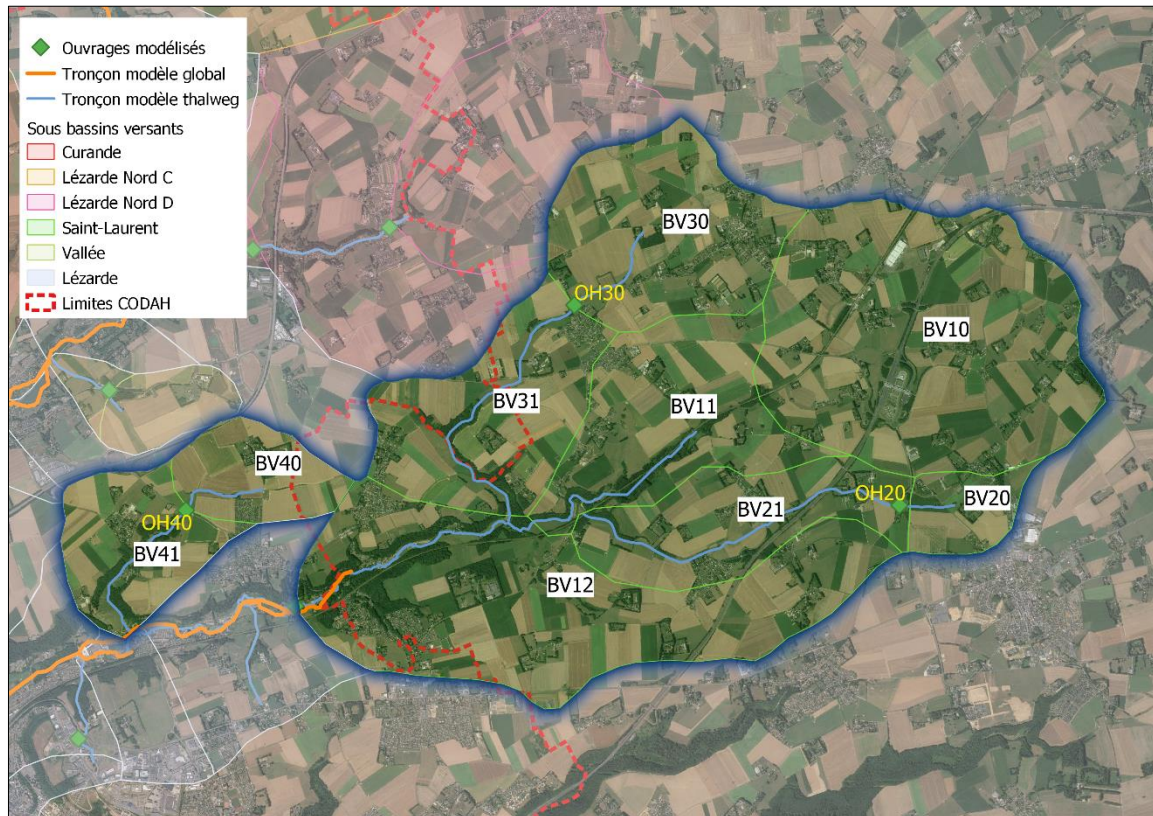 Ouvrages modélisés
Tronçon modèle global
Tronçon modèle thalweg
Sous bassins versants
Curande
Lézarde Nord C
Lézarde Nord D
Saint-Laurent
Vallée
Lézarde
Limites CODAH
BV30
OH30
BV10
BV31
BV11
BV40
OH40
BV21
OH20
BV20
BV41
BV12